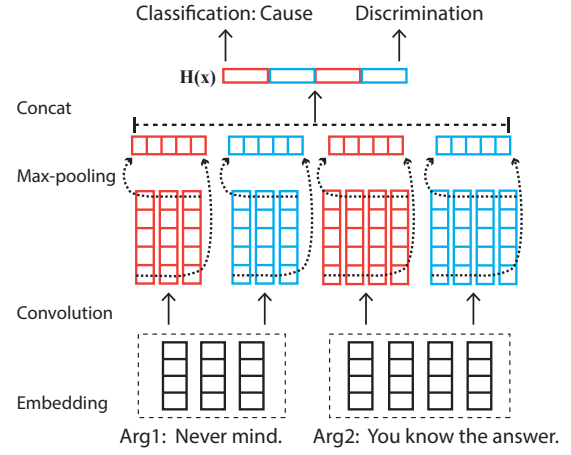 Classification: Cause Discrimination
H(x)
Concat
Max-pooling
Convolution
Embedding
Arg1: Never mind. Arg2: You know the answer.